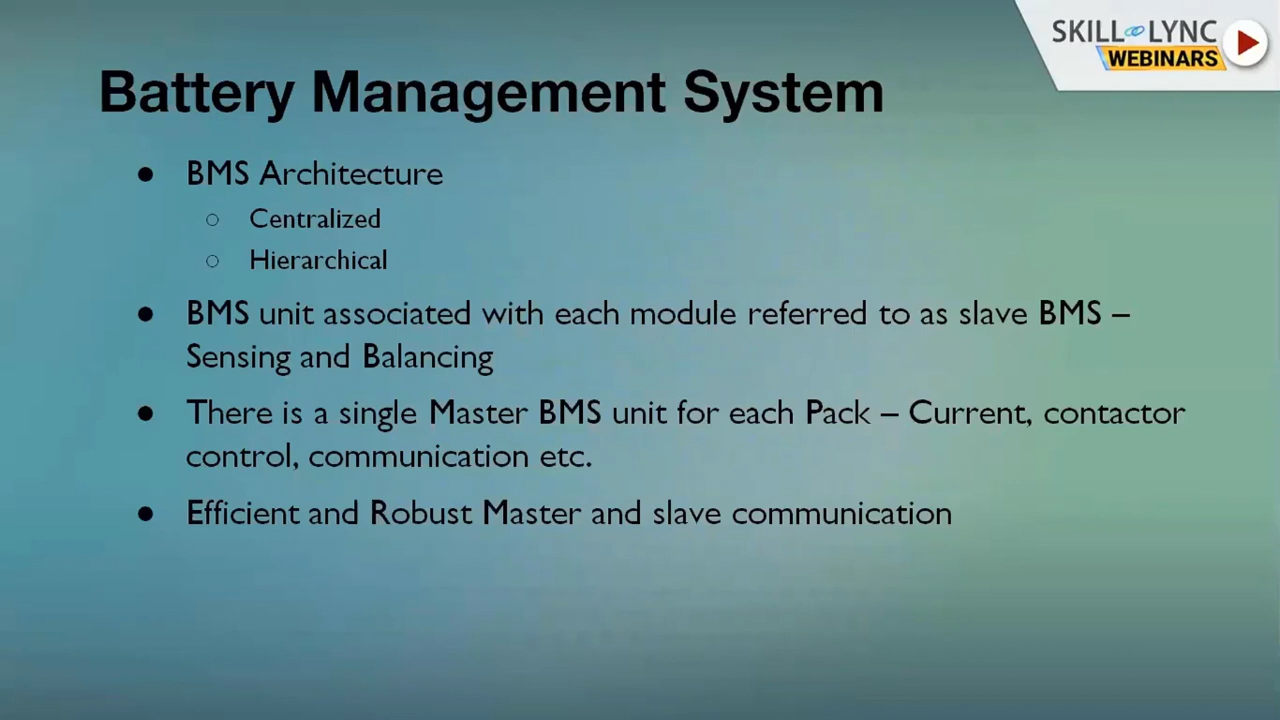 SKILL LYNC
WEBINARS
Battery Management System
● BMS Architecture
○ Centralized
○ Hierarchical
● BMS unit associated with each module referred to as slave BMS –
Sensing and Balancing
● There is a single Master BMS unit for each Pack – Current, contactor
control, communication etc.
● Efficient and Robust Master and slave communication